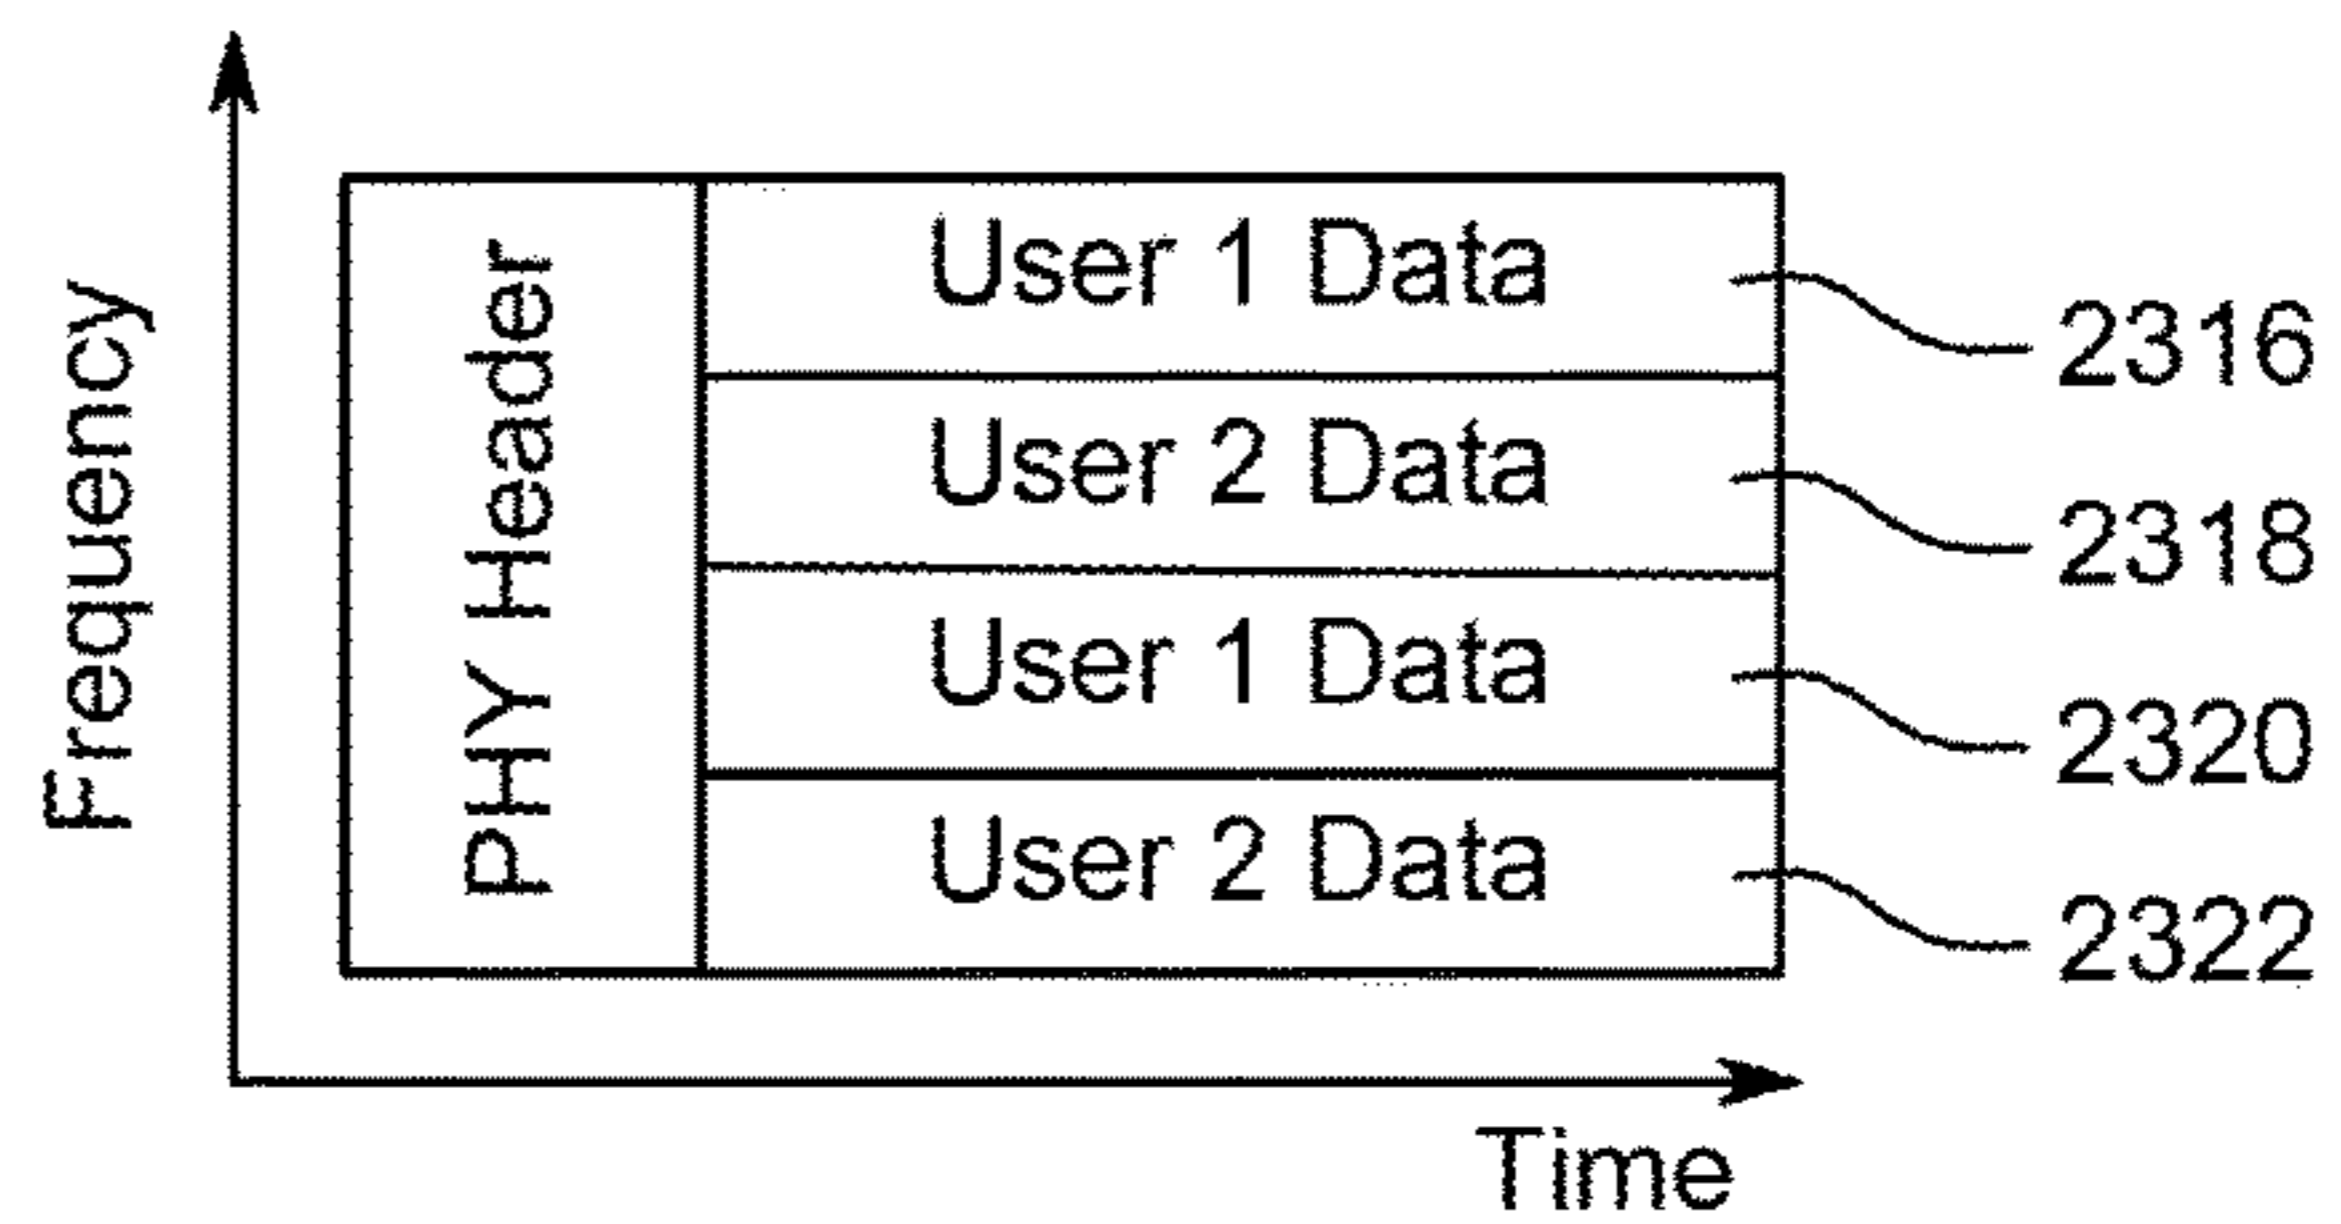 Frequency
PHY Header
User 1 Data
2316
User 2 Data
2318
User 1 Data
2320
User 2 Data
2322
Time